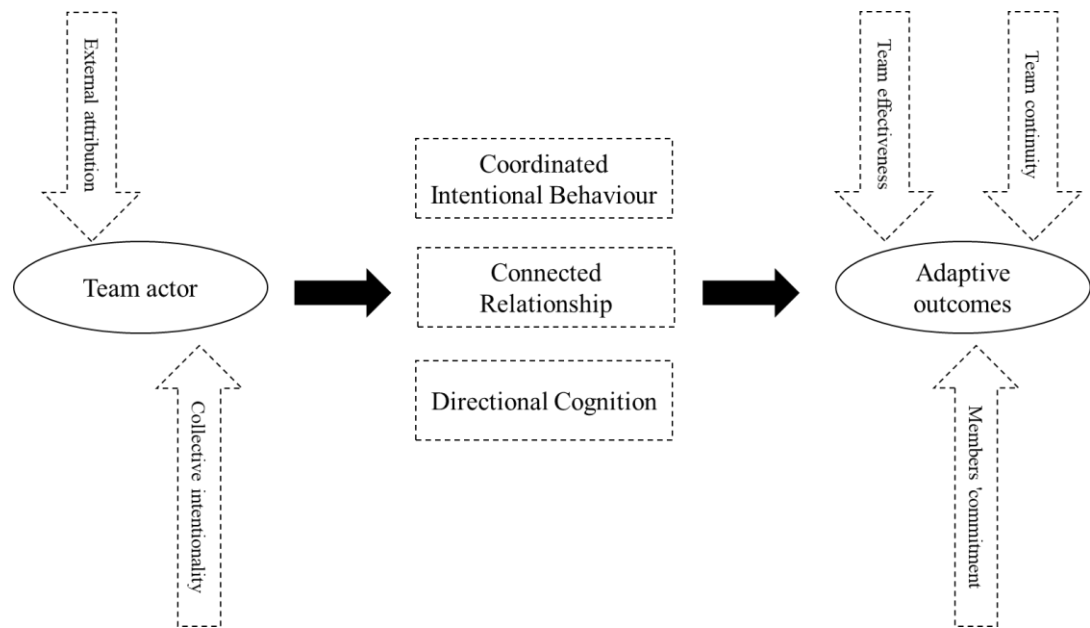 External attribution
Team effectiveness
Team continuity
Coordinated
Intentional Behaviour
Team actor
Connected
Relationship
Adaptive
outcomes
Directional Cognition
Collective intentionality
Members 'commitment